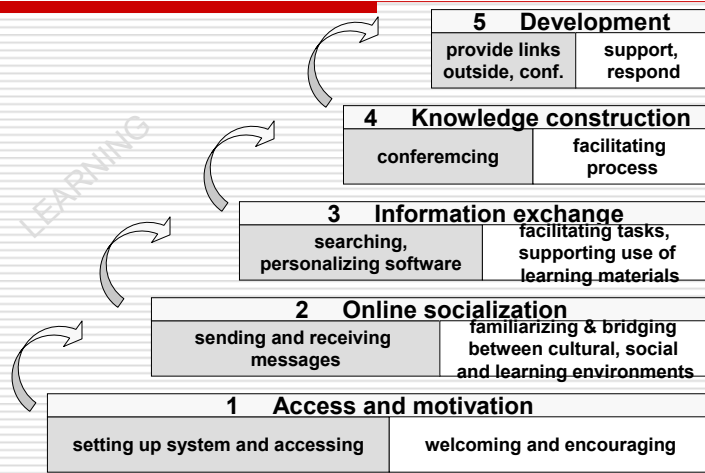 5 Development
provide links
outside, conf.
support,
respond
4 Knowledge construction
conferemcing
facilitating
process
LEARNING
3 Information exchange
searching,
personalizing software
facilitating tasks,
supporting use of
learning materials
2 Online socialization
sending and receiving
messages
familiarizing & bridging
between cultural, social
and learning environments
1 Access and motivation
setting up system and accessing
welcoming and encouraging